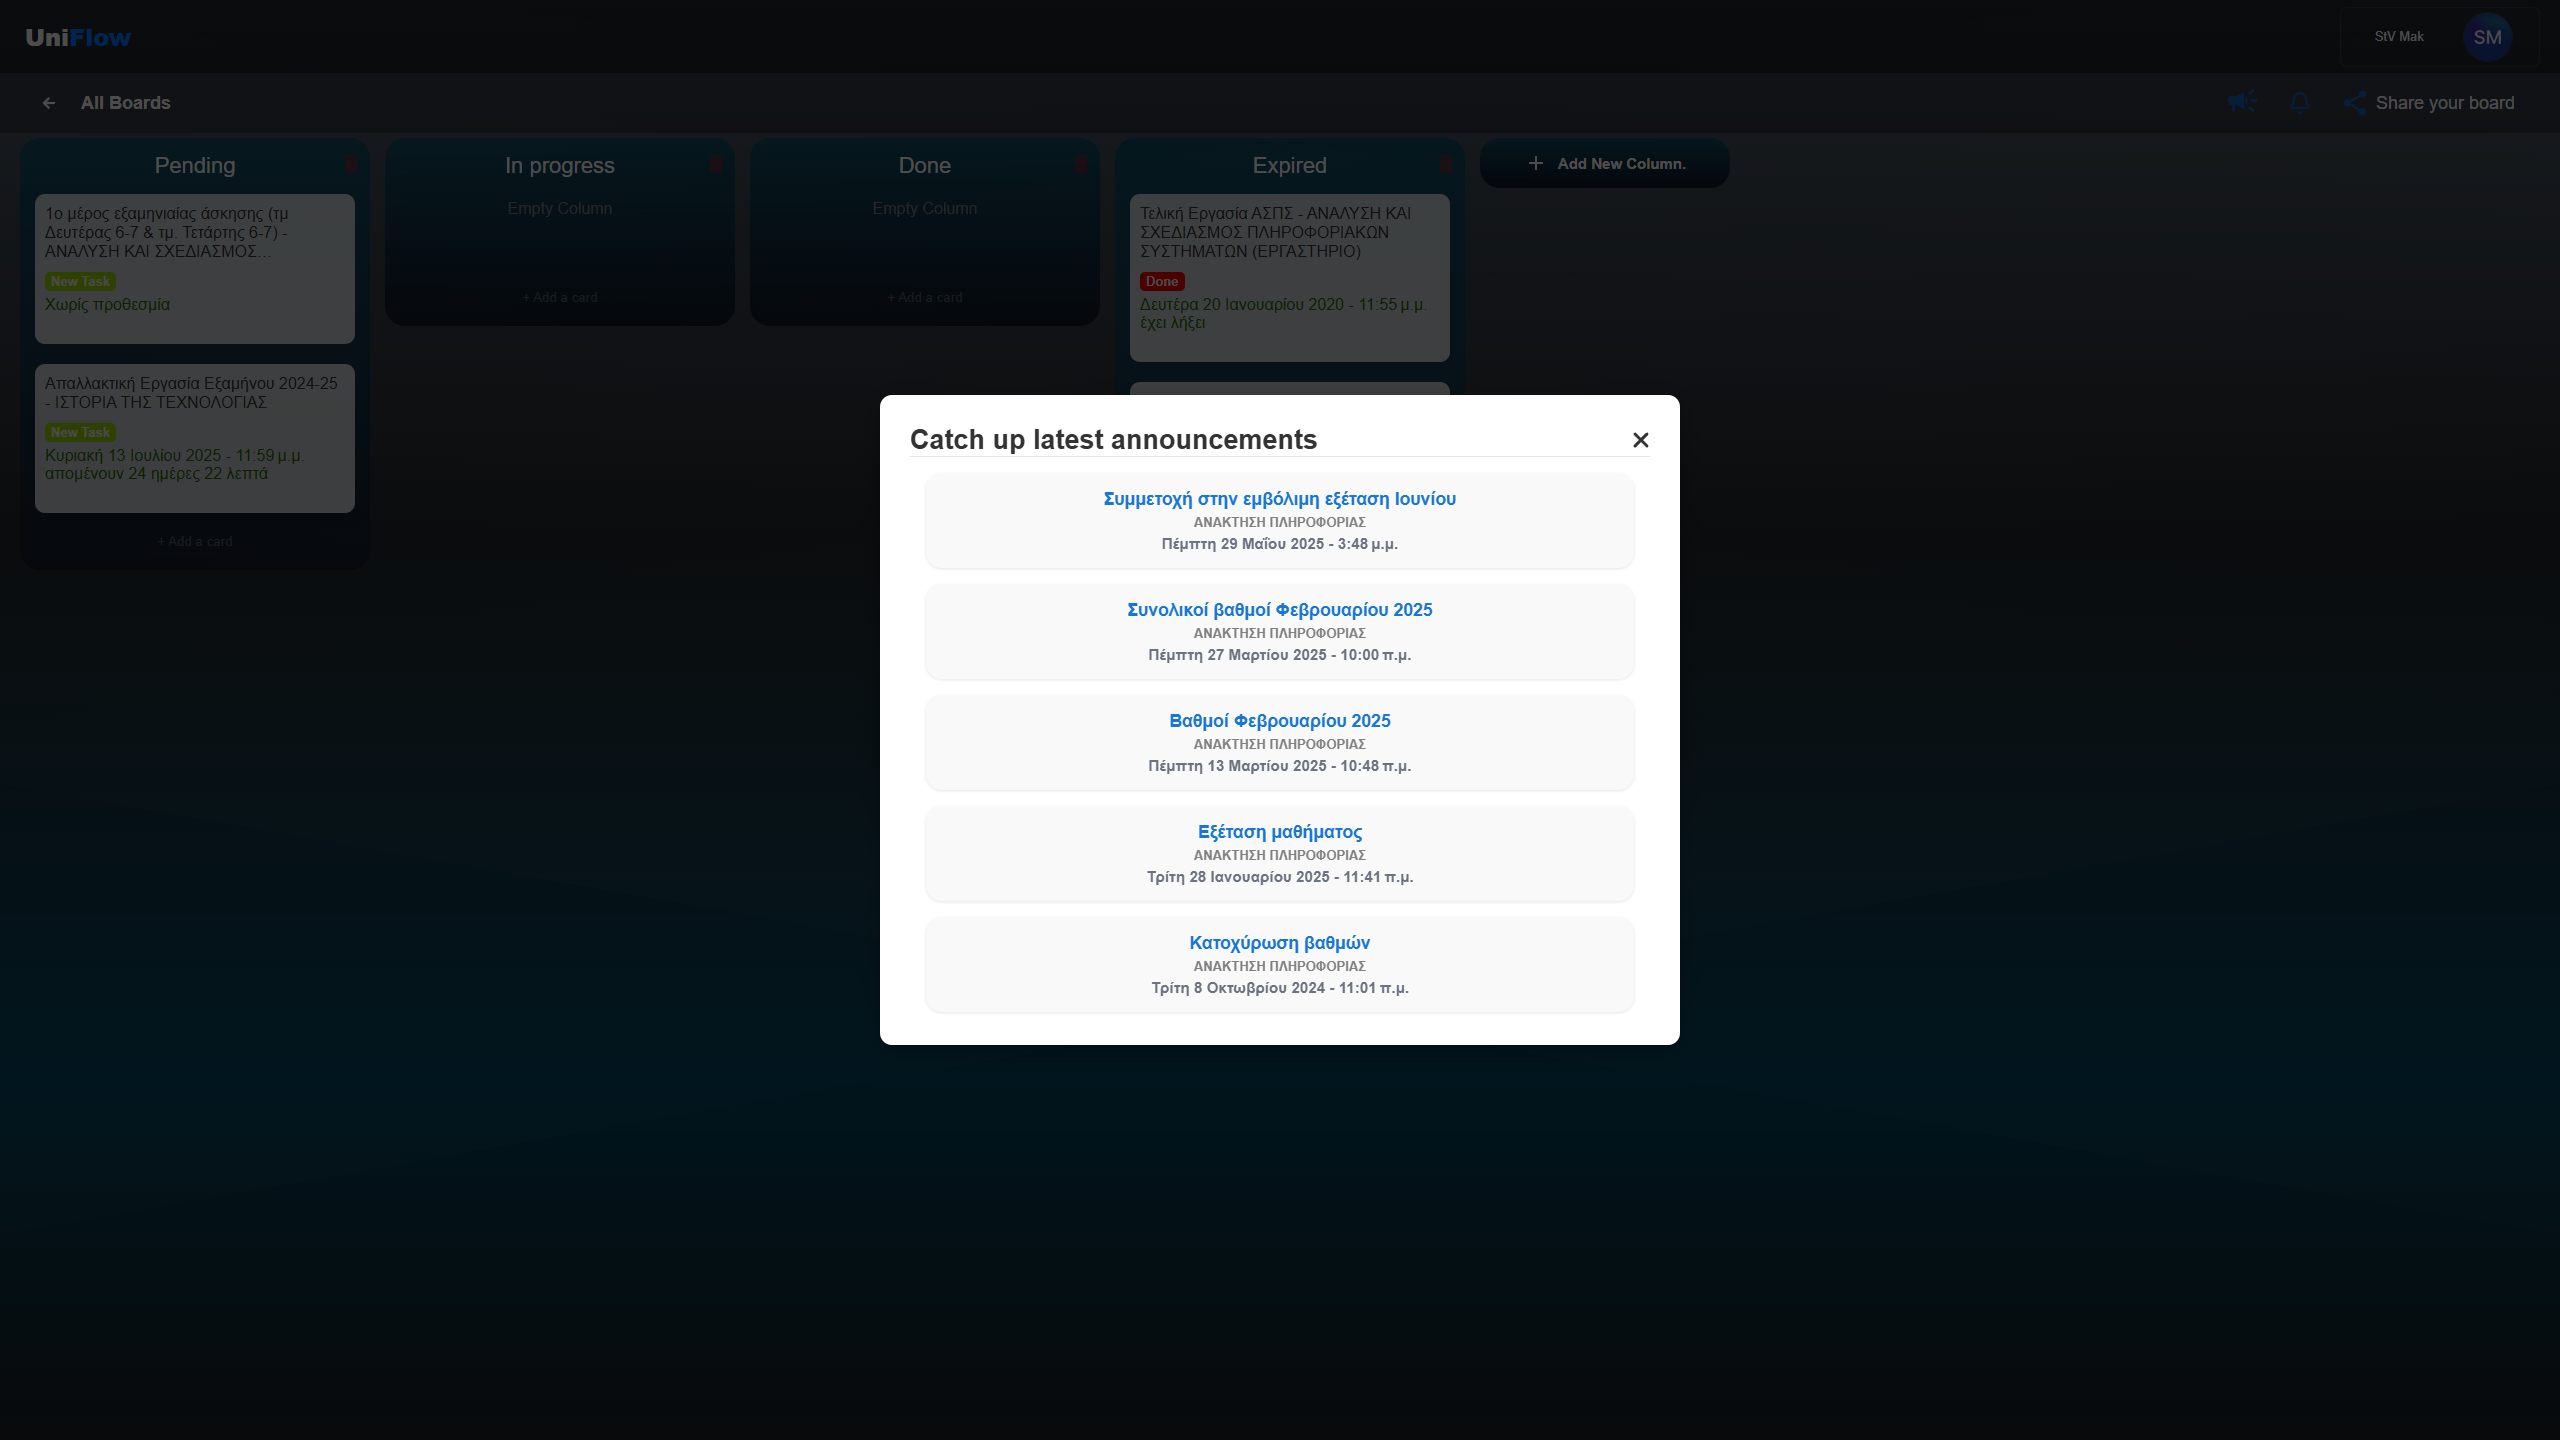 UniFlow
StV Mak
SM
All Boards
Share your board
Pending
1ο μέρος εξαμηνιαίας άσκησης (τμ
Δευτέρας 6-7 & τμ. Τετάρτης 6-7) -
ΑΝΑΛΥΣΗ ΚΑΙ ΣΧΕΔΙΑΣΜΟΣ…
New Task
Χωρίς προθεσμία
Απαλλακτική Εργασία Εξαμήνου 2024-25
- ΙΣΤΟΡΙΑ ΤΗΣ ΤΕΧΝΟΛΟΓΙΑΣ
New Task
Κυριακή 13 Ιουλίου 2025 - 11:59 μ.μ.
απομένουν 24 ημέρες 22 λεπτά
+ Add a card
In progress
Empty Column
+ Add a card
Done
Empty Column
+ Add a card
Expired
Τελική Εργασία ΑΣΠΣ - ΑΝΑΛΥΣΗ ΚΑΙ
ΣΧΕΔΙΑΣΜΟΣ ΠΛΗΡΟΦΟΡΙΑΚΩΝ
ΣΥΣΤΗΜΑΤΩΝ (ΕΡΓΑΣΤΗΡΙΟ)
Done
Δευτέρα 20 Ιανουαρίου 2020 - 11:55 μ.μ.
έχει λήξει
+ Add New Column.
Catch up latest announcements
Συμμετοχή στην εμβόλιμη εξέταση Ιουνίου
ΑΝΑΚΤΗΣΗ ΠΛΗΡΟΦΟΡΙΑΣ
Πέμπτη 29 Μαΐου 2025 - 3:48 μ.μ.
Συνολικοί βαθμοί Φεβρουαρίου 2025
ΑΝΑΚΤΗΣΗ ΠΛΗΡΟΦΟΡΙΑΣ
Πέμπτη 27 Μαρτίου 2025 - 10:00 π.μ.
Βαθμοί Φεβρουαρίου 2025
ΑΝΑΚΤΗΣΗ ΠΛΗΡΟΦΟΡΙΑΣ
Πέμπτη 13 Μαρτίου 2025 - 10:48 π.μ.
Εξέταση μαθήματος
ΑΝΑΚΤΗΣΗ ΠΛΗΡΟΦΟΡΙΑΣ
Τρίτη 28 Ιανουαρίου 2025 - 11:41 π.μ.
Κατοχύρωση βαθμών
ΑΝΑΚΤΗΣΗ ΠΛΗΡΟΦΟΡΙΑΣ
Τρίτη 8 Οκτωβρίου 2024 - 11:01 π.μ.